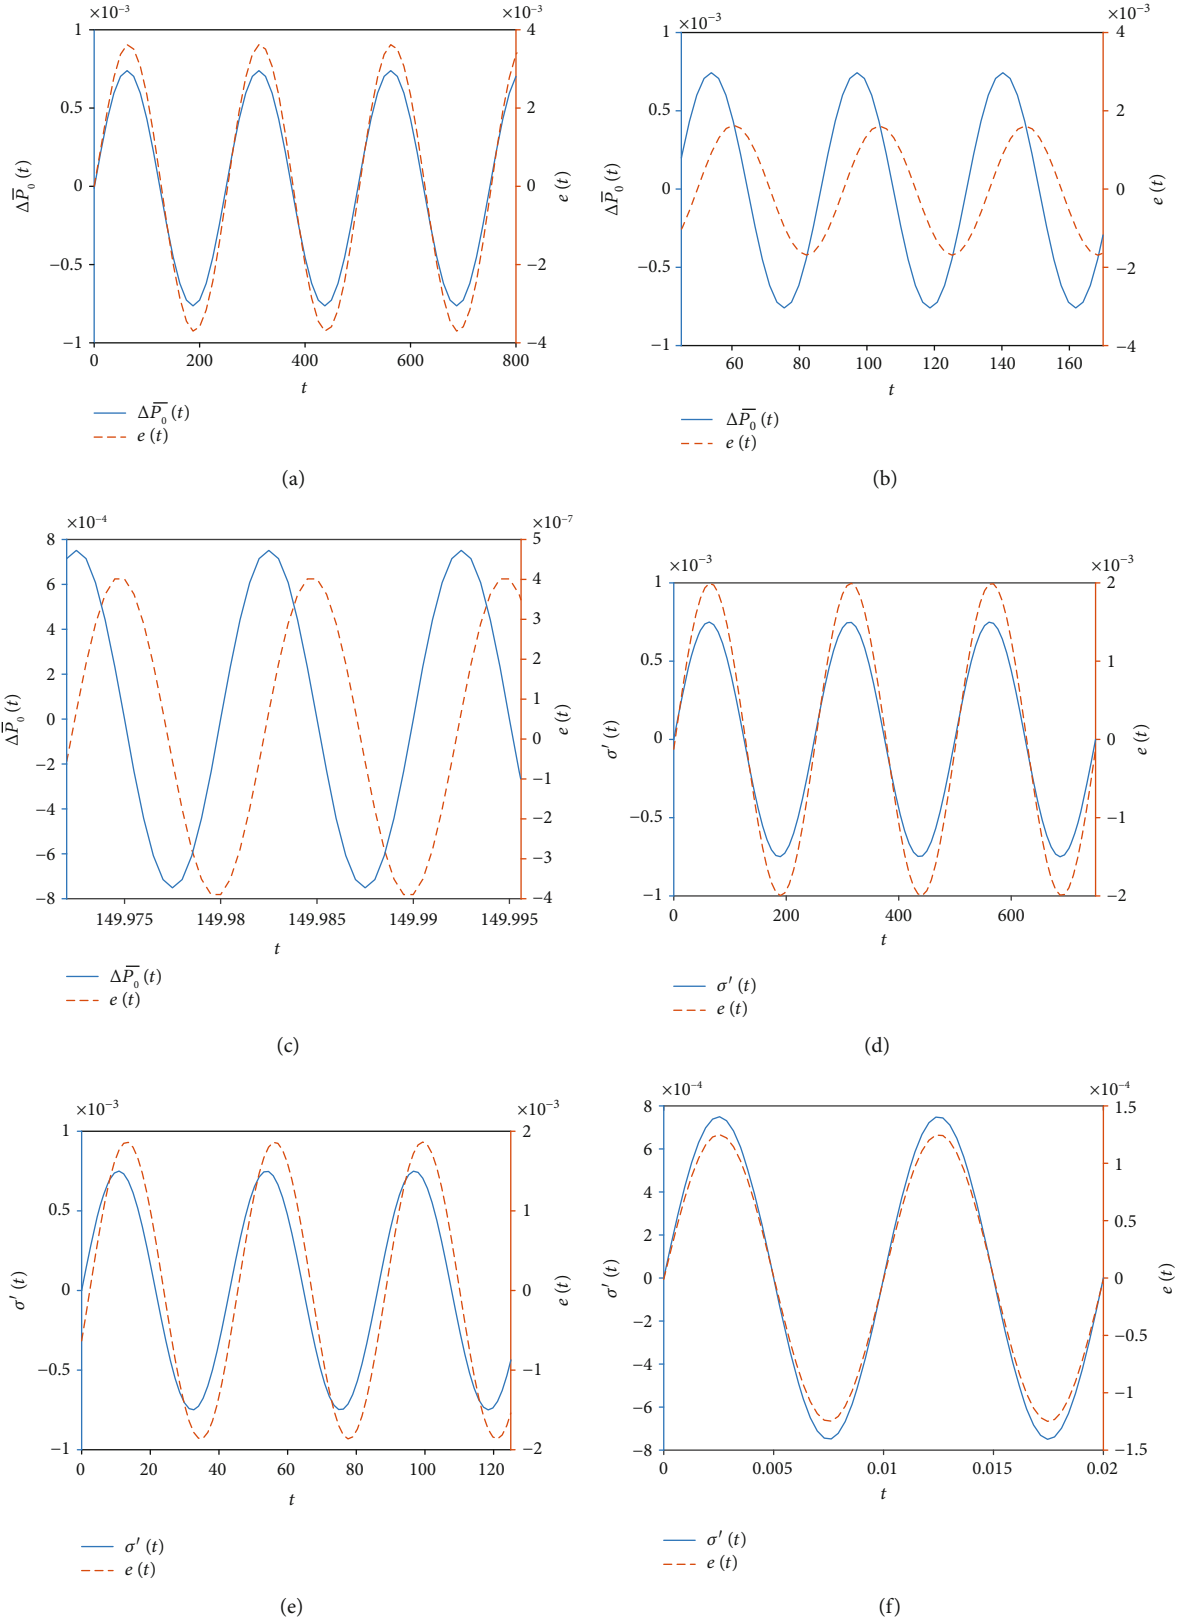 ×10⁻³ ×10⁻³
1 4
0.5 2
0 0
−0.5 −2
−1 −4
0 200 400 600 800
t
ΔP̅₀ (t)
e (t)
ΔP̅₀ (t)
e (t)
(a)
×10⁻³ ×10⁻³
1 4
0.5 2
0 0
−0.5 −2
−1 −4
60 80 100 120 140 160
t
ΔP̅₀ (t)
e (t)
ΔP̅₀ (t)
e (t)
(b)
×10⁻⁴ ×10⁻⁷
8 5
6 4
4 3
2 2
0 1
−2 0
−4 −1
−6 −2
−8 −3
−4
149.975 149.98 149.985 149.99 149.995
t
ΔP̅₀ (t)
e (t)
ΔP̅₀ (t)
e (t)
(c)
×10⁻³ ×10⁻³
1 2
0.5 1
0 0
−0.5 −1
−1 −2
0 200 400 600
t
σ′ (t)
e (t)
σ′ (t)
e (t)
(d)
×10⁻³ ×10⁻³
1 2
0.5 1
0 0
−0.5 −1
−1 −2
0 20 40 60 80 100 120
t
σ′ (t)
e (t)
σ′ (t)
e (t)
(e)
×10⁻⁴ ×10⁻⁴
8 1.5
6 1
4 0.5
2 0
0 −0.5
−2 −1
−4 −1.5
−6
−8
0 0.005 0.01 0.015 0.02
t
σ′ (t)
e (t)
σ′ (t)
e (t)
(f)